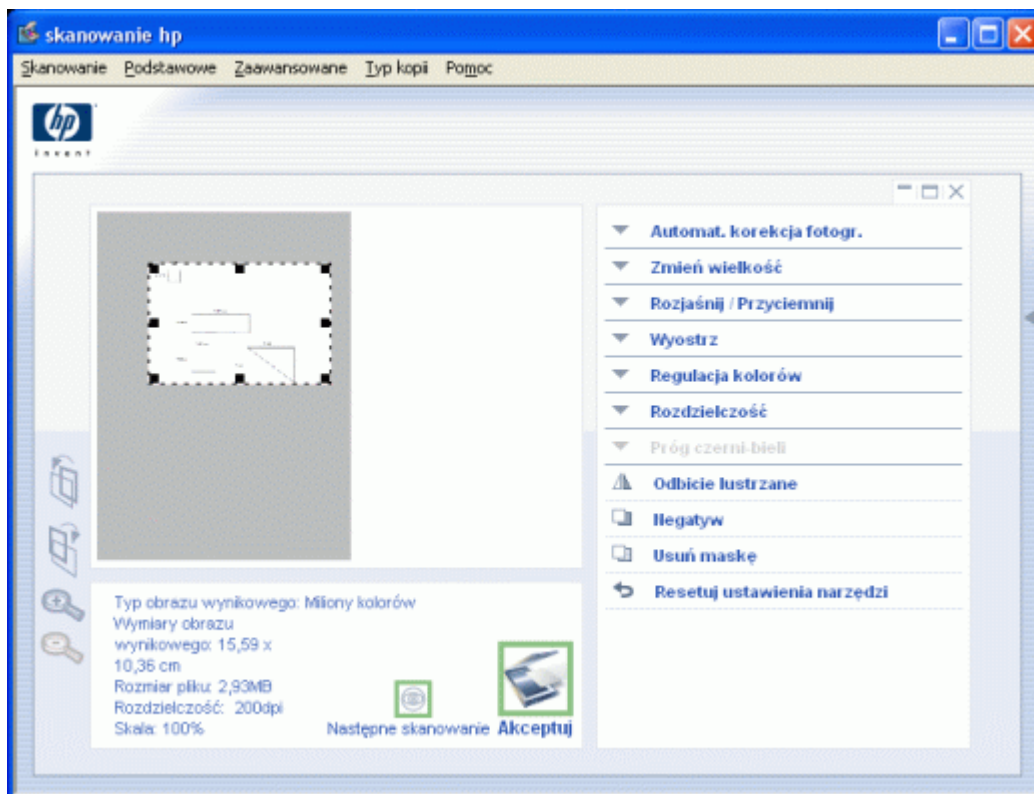 skanowanie hp
Skanowanie Podstawowe Zaawansowane Typ kopii Pomoc
hp
invent
Automat. korekcja fotogr.
Zmień wielkość
Rozjaśnij / Przyciemnij
Wyostrz
Regulacja kolorów
Rozdzielczość
Próg czerni-bieli
Odbicie lustrzane
Negatyw
Usuń maskę
Resetuj ustawienia narzędzi
Typ obrazu wynikowego: Miliony kolorów
Wymiary obrazu
wynikowego: 15,59 x
10,36 cm
Rozmiar pliku: 2,93MB
Rozdzielczość: 200dpi
Skala: 100%
Następne skanowanie Akceptuj